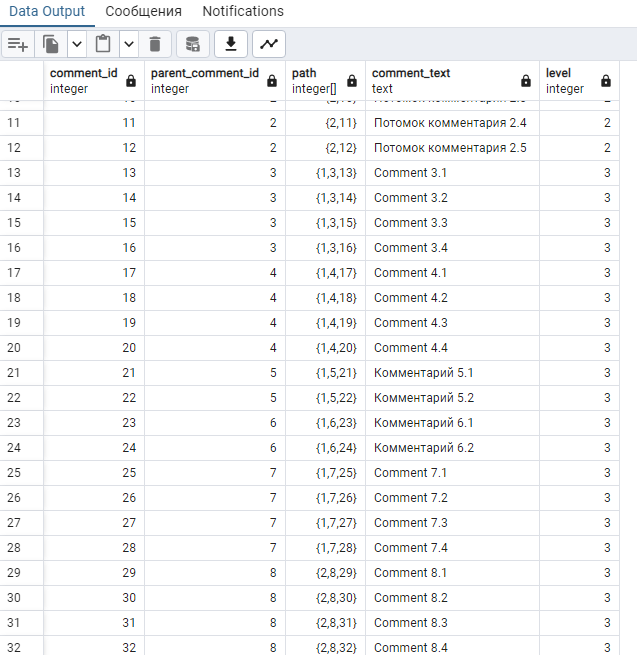 Data Output Сообщения Notifications
comment_id parent_comment_id path comment_text level
integer integer integer[] text integer
11 11 2 {2,11} Потомок комментария 2.4 2
12 12 2 {2,12} Потомок комментария 2.5 2
13 13 3 {1,3,13} Comment 3.1 3
14 14 3 {1,3,14} Comment 3.2 3
15 15 3 {1,3,15} Comment 3.3 3
16 16 3 {1,3,16} Comment 3.4 3
17 17 4 {1,4,17} Comment 4.1 3
18 18 4 {1,4,18} Comment 4.2 3
19 19 4 {1,4,19} Comment 4.3 3
20 20 4 {1,4,20} Comment 4.4 3
21 21 5 {1,5,21} Комментарий 5.1 3
22 22 5 {1,5,22} Комментарий 5.2 3
23 23 6 {1,6,23} Комментарий 6.1 3
24 24 6 {1,6,24} Комментарий 6.2 3
25 25 7 {1,7,25} Comment 7.1 3
26 26 7 {1,7,26} Comment 7.2 3
27 27 7 {1,7,27} Comment 7.3 3
28 28 7 {1,7,28} Comment 7.4 3
29 29 8 {2,8,29} Comment 8.1 3
30 30 8 {2,8,30} Comment 8.2 3
31 31 8 {2,8,31} Comment 8.3 3
32 32 8 {2,8,32} Comment 8.4 3